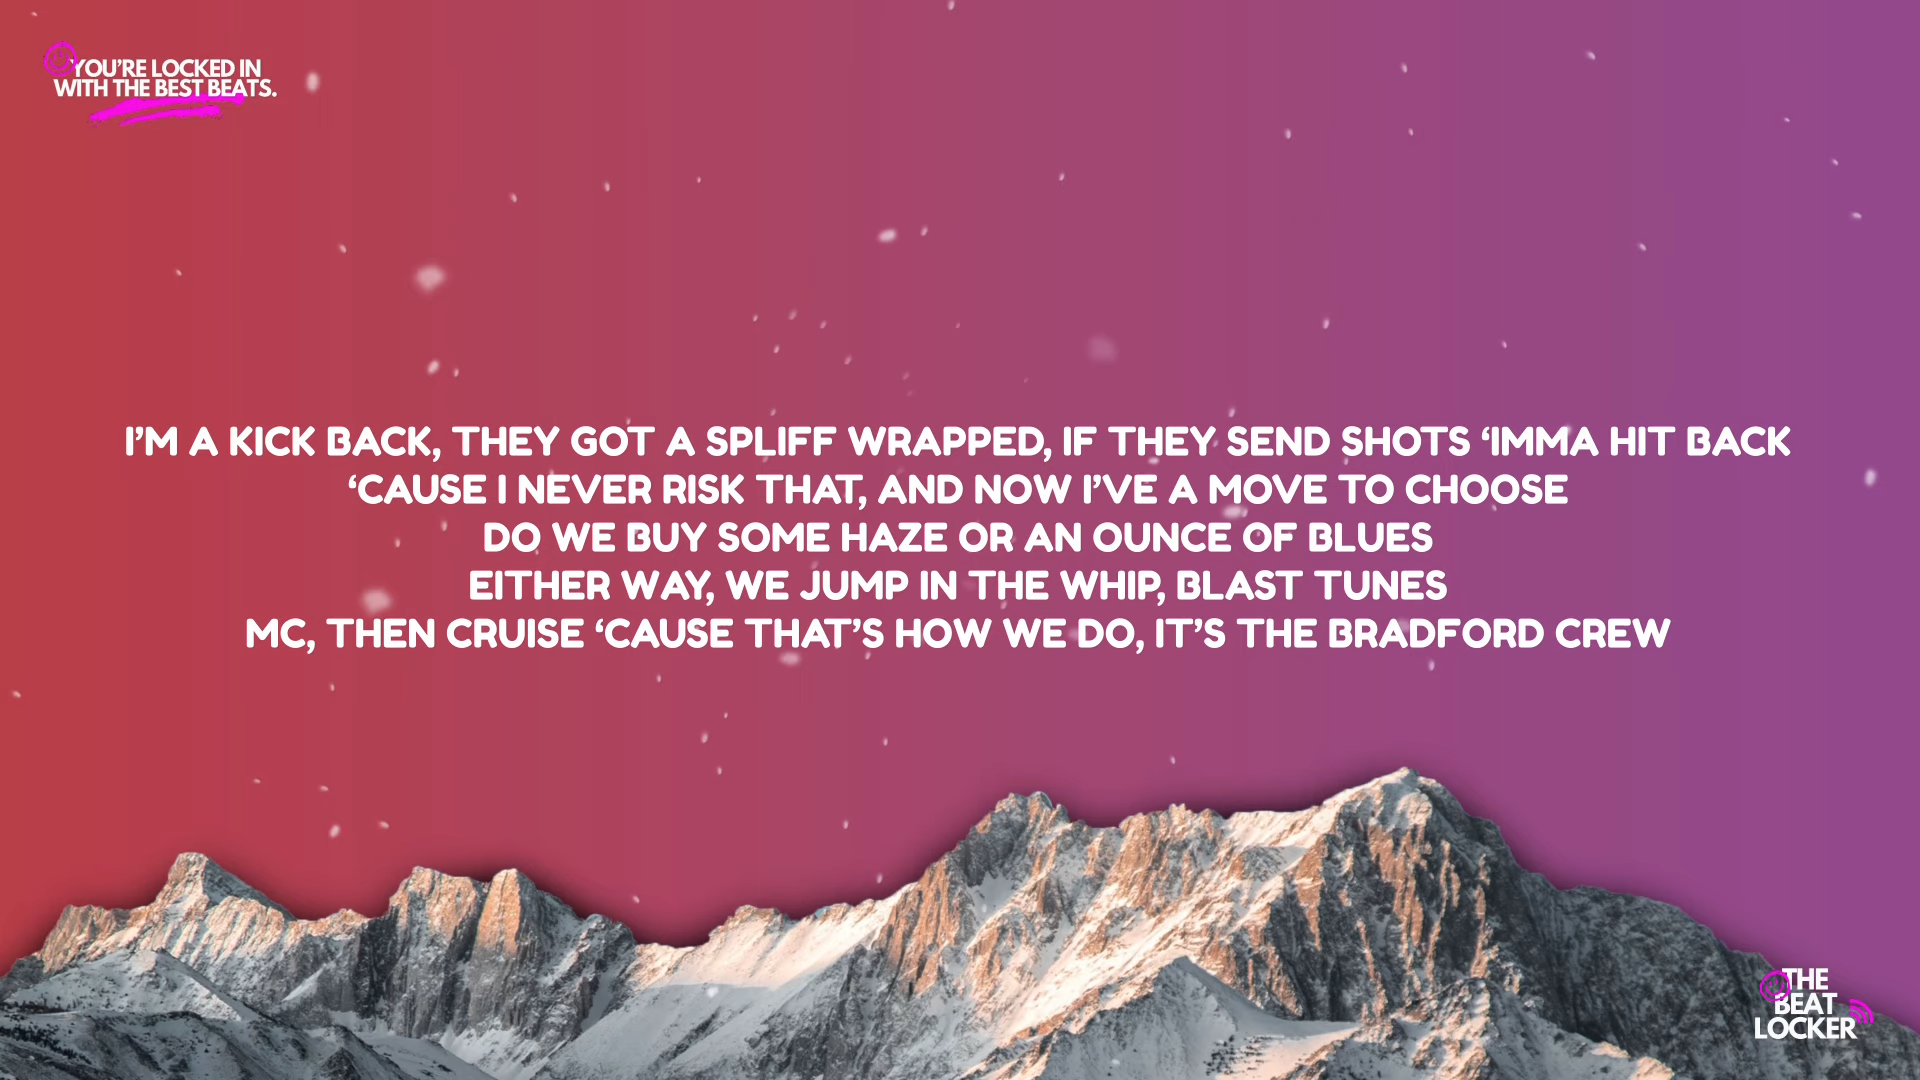 YOU’RE LOCKED IN
WITH THE BEST BEATS.
I’M A KICK BACK, THEY GOT A SPLIFF WRAPPED, IF THEY SEND SHOTS ‘IMMA HIT BACK
‘CAUSE I NEVER RISK THAT, AND NOW I’VE A MOVE TO CHOOSE
DO WE BUY SOME HAZE OR AN OUNCE OF BLUES
EITHER WAY, WE JUMP IN THE WHIP, BLAST TUNES
MC, THEN CRUISE ‘CAUSE THAT’S HOW WE DO, IT’S THE BRADFORD CREW
THE
BEAT
LOCKER